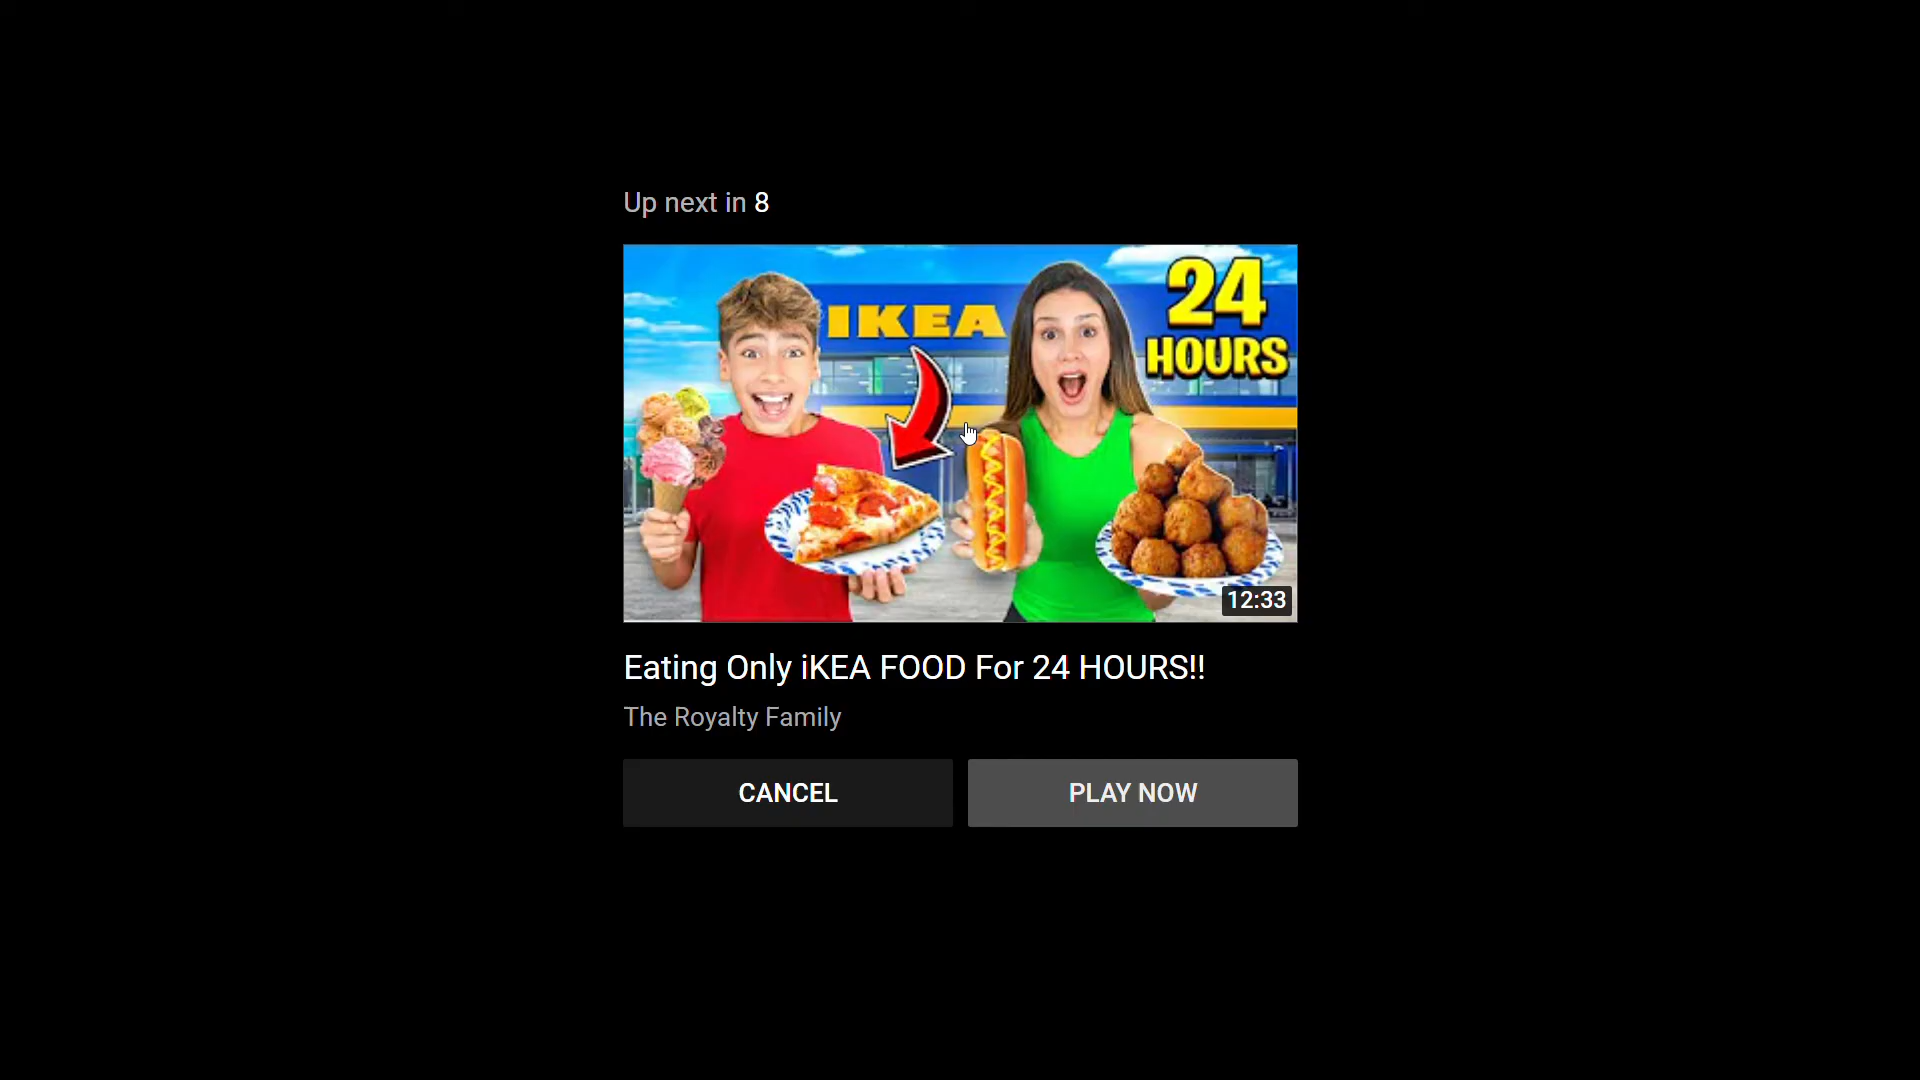 Up next in 8
24
HOURS
IKEA
12:33
Eating Only iKEA FOOD For 24 HOURS!!
The Royalty Family
CANCEL
PLAY NOW